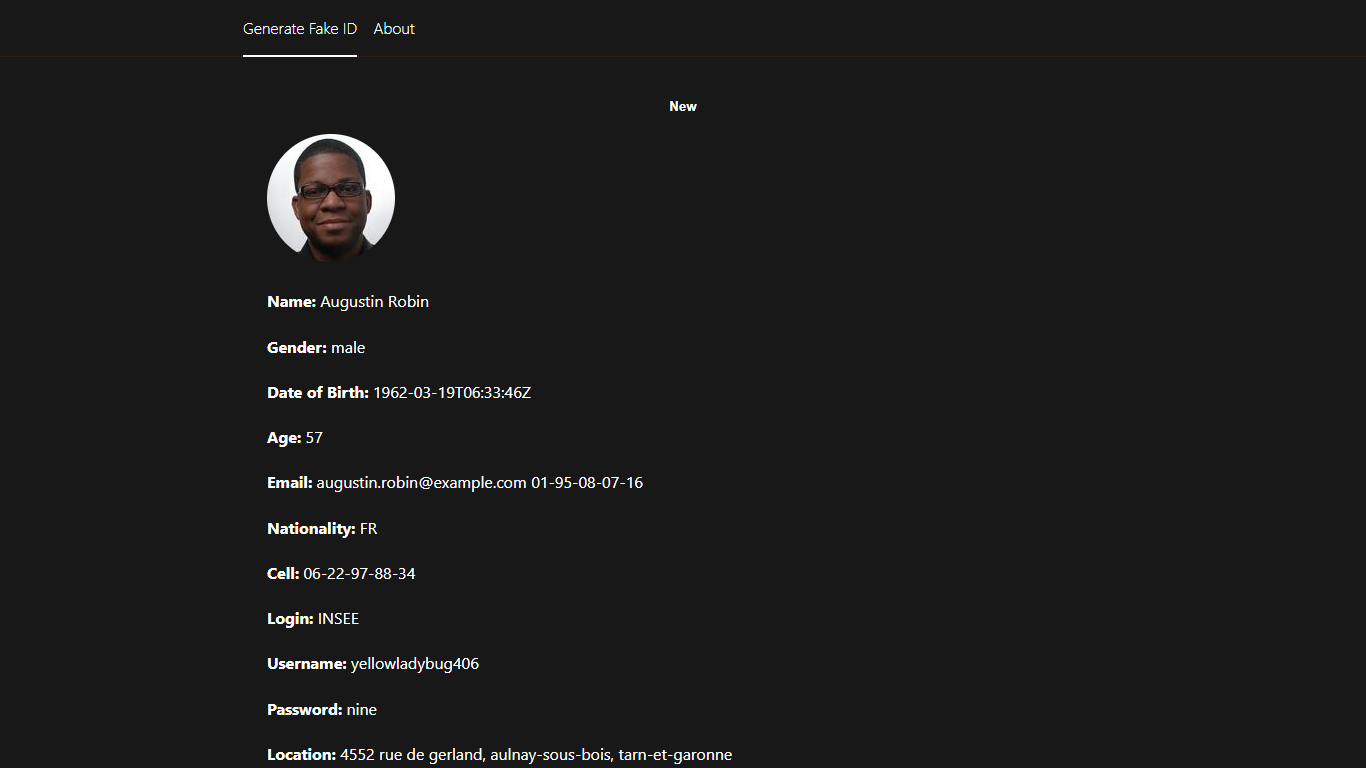 Generate Fake ID About
New
Name: Augustin Robin
Gender: male
Date of Birth: 1962-03-19T06:33:46Z
Age: 57
Email: augustin.robin@example.com 01-95-08-07-16
Nationality: FR
Cell: 06-22-97-88-34
Login: INSEE
Username: yellowladybug406
Password: nine
Location: 4552 rue de gerland, aulnay-sous-bois, tarn-et-garonne